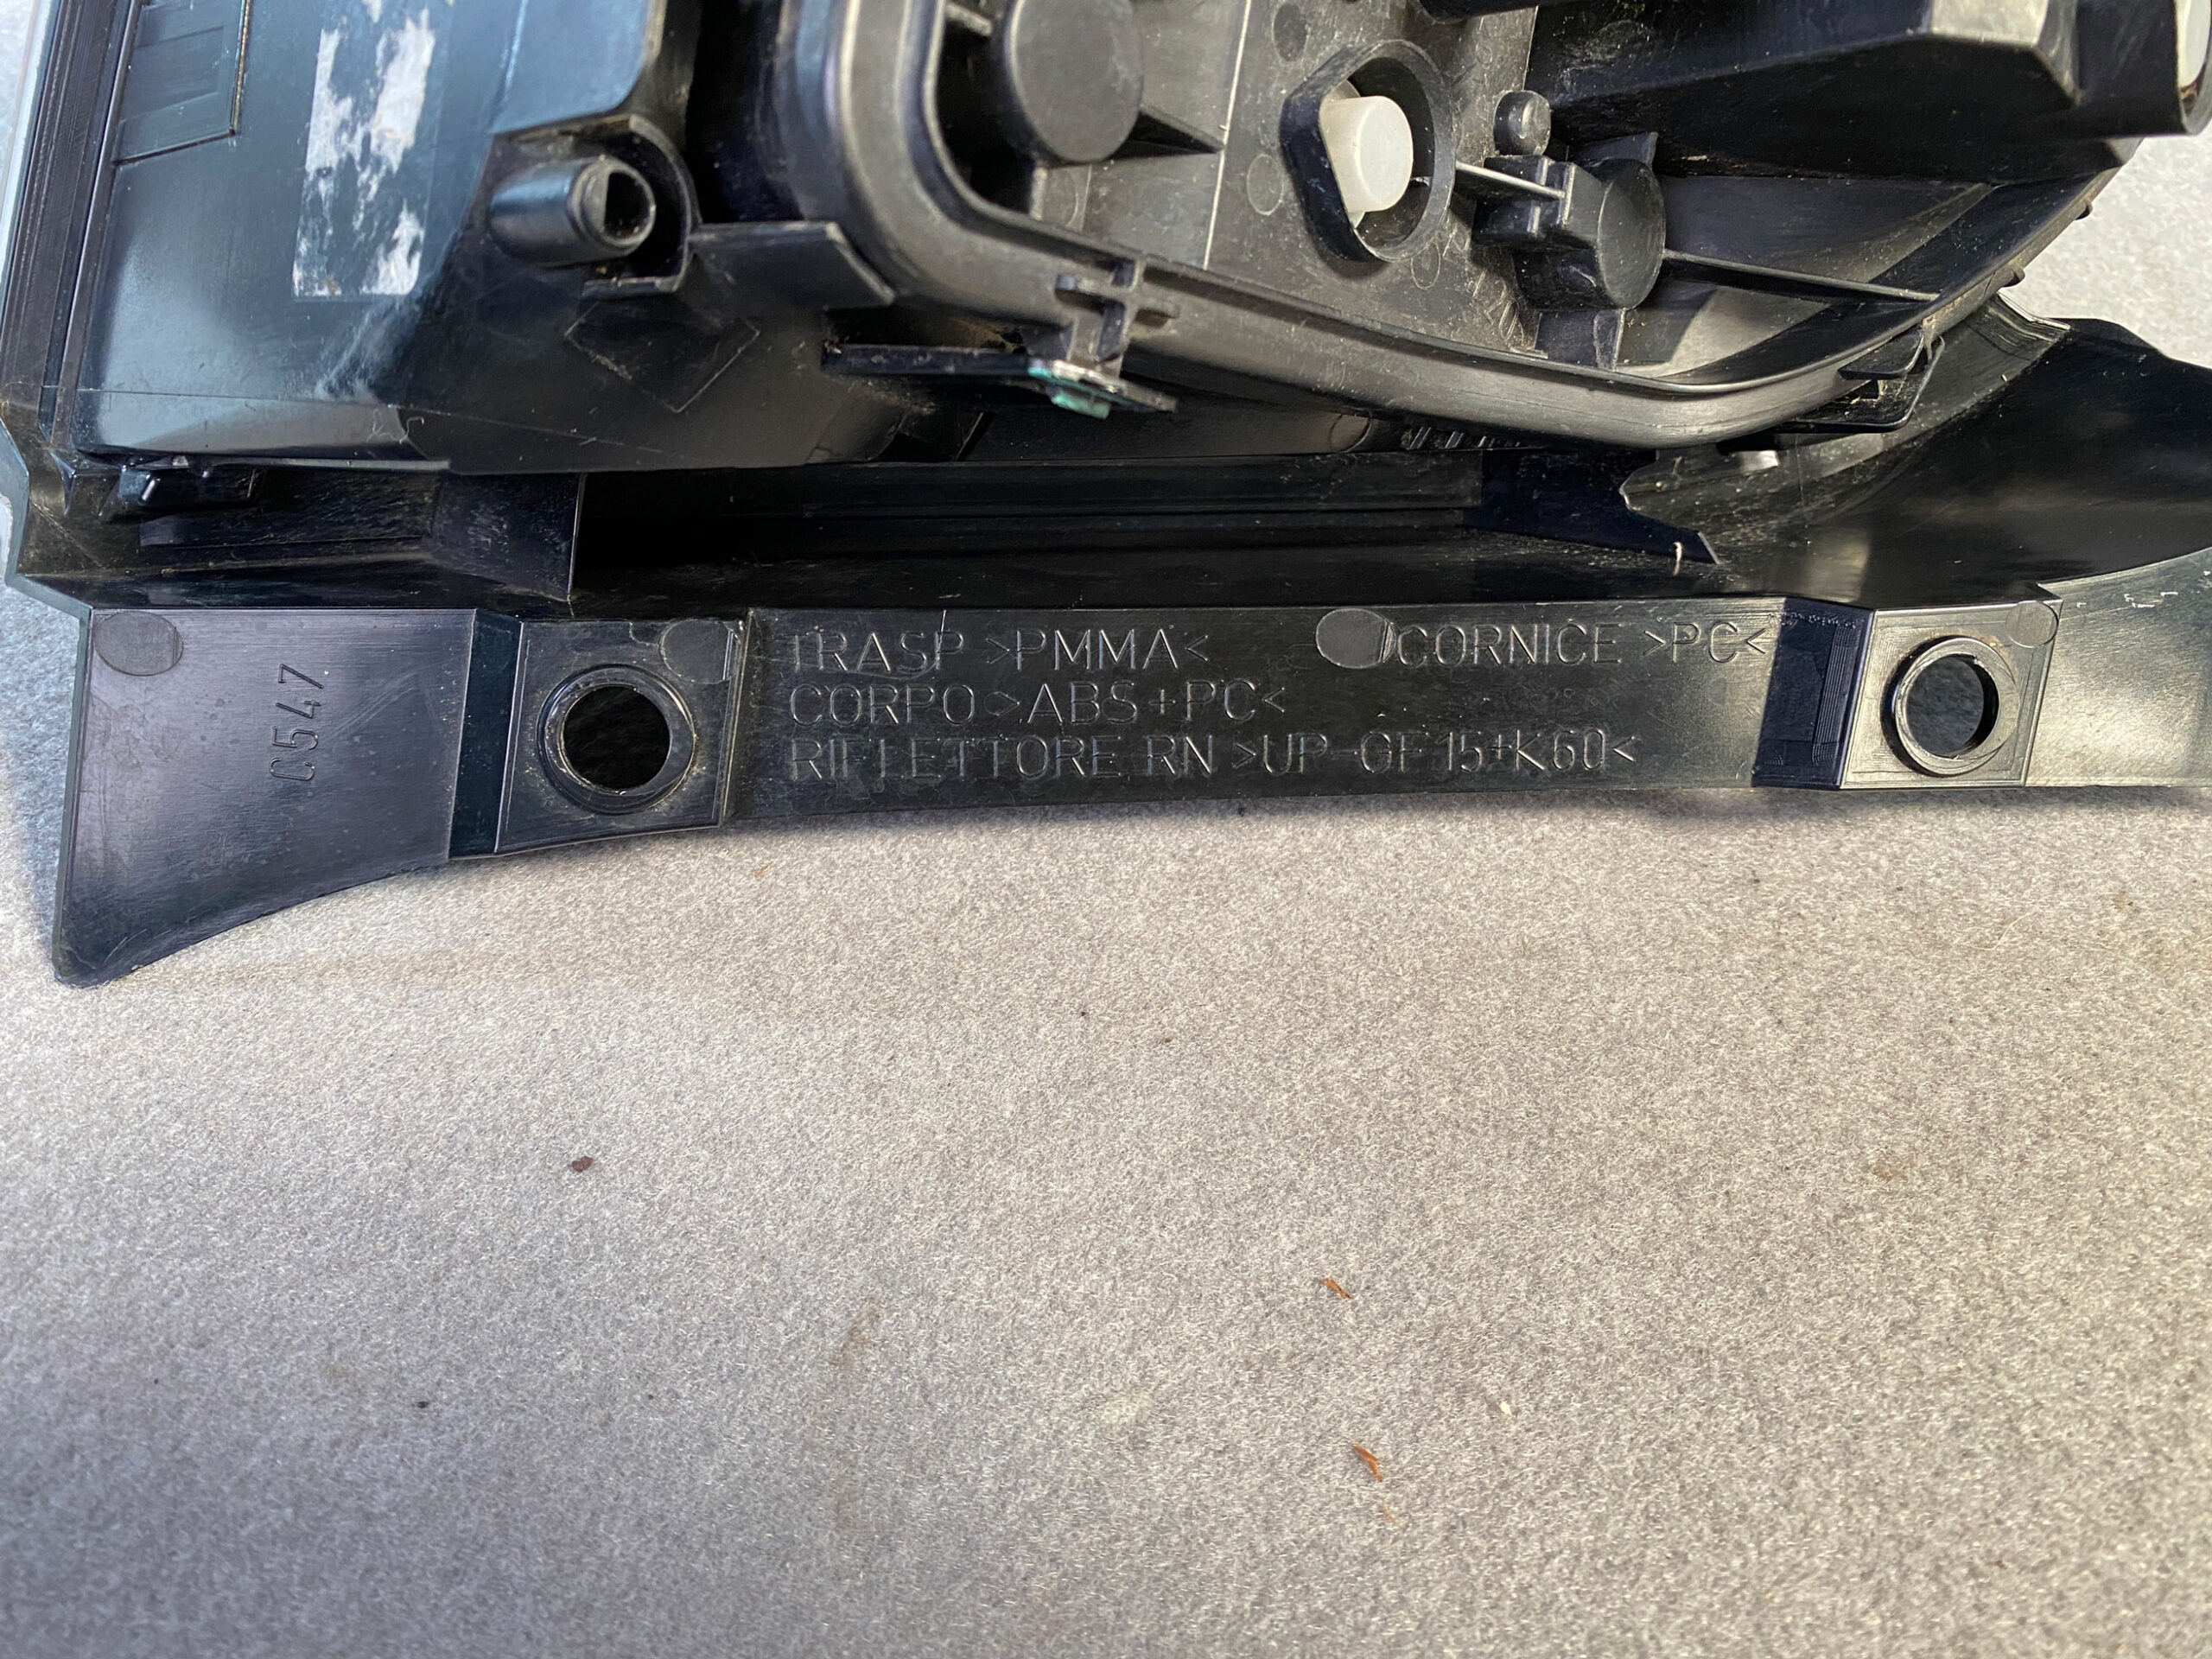 TRASP >PMMA< CORNICE >PC<
CORPO >ABS+PC<
RIFLETTORE RN >UP-GF15+K60<
C547